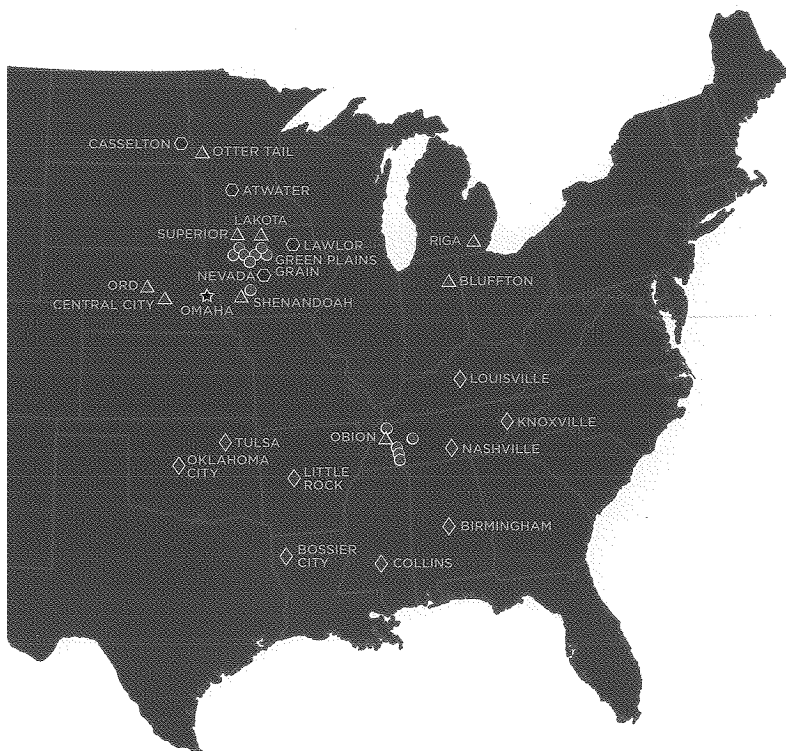 CASSELTON
OTTER TAIL
ATWATER
LAKOTA
SUPERIOR
RIGA
LAWLOR
GREEN PLAINS
NEVADA GRAIN
BLUFFTON
ORD
CENTRAL CITY
OMAHA
SHENANDOAH
LOUISVILLE
KNOXVILLE
OBION
TULSA
NASHVILLE
OKLAHOMA
CITY
LITTLE
ROCK
BIRMINGHAM
BOSSIER
CITY
COLLINS